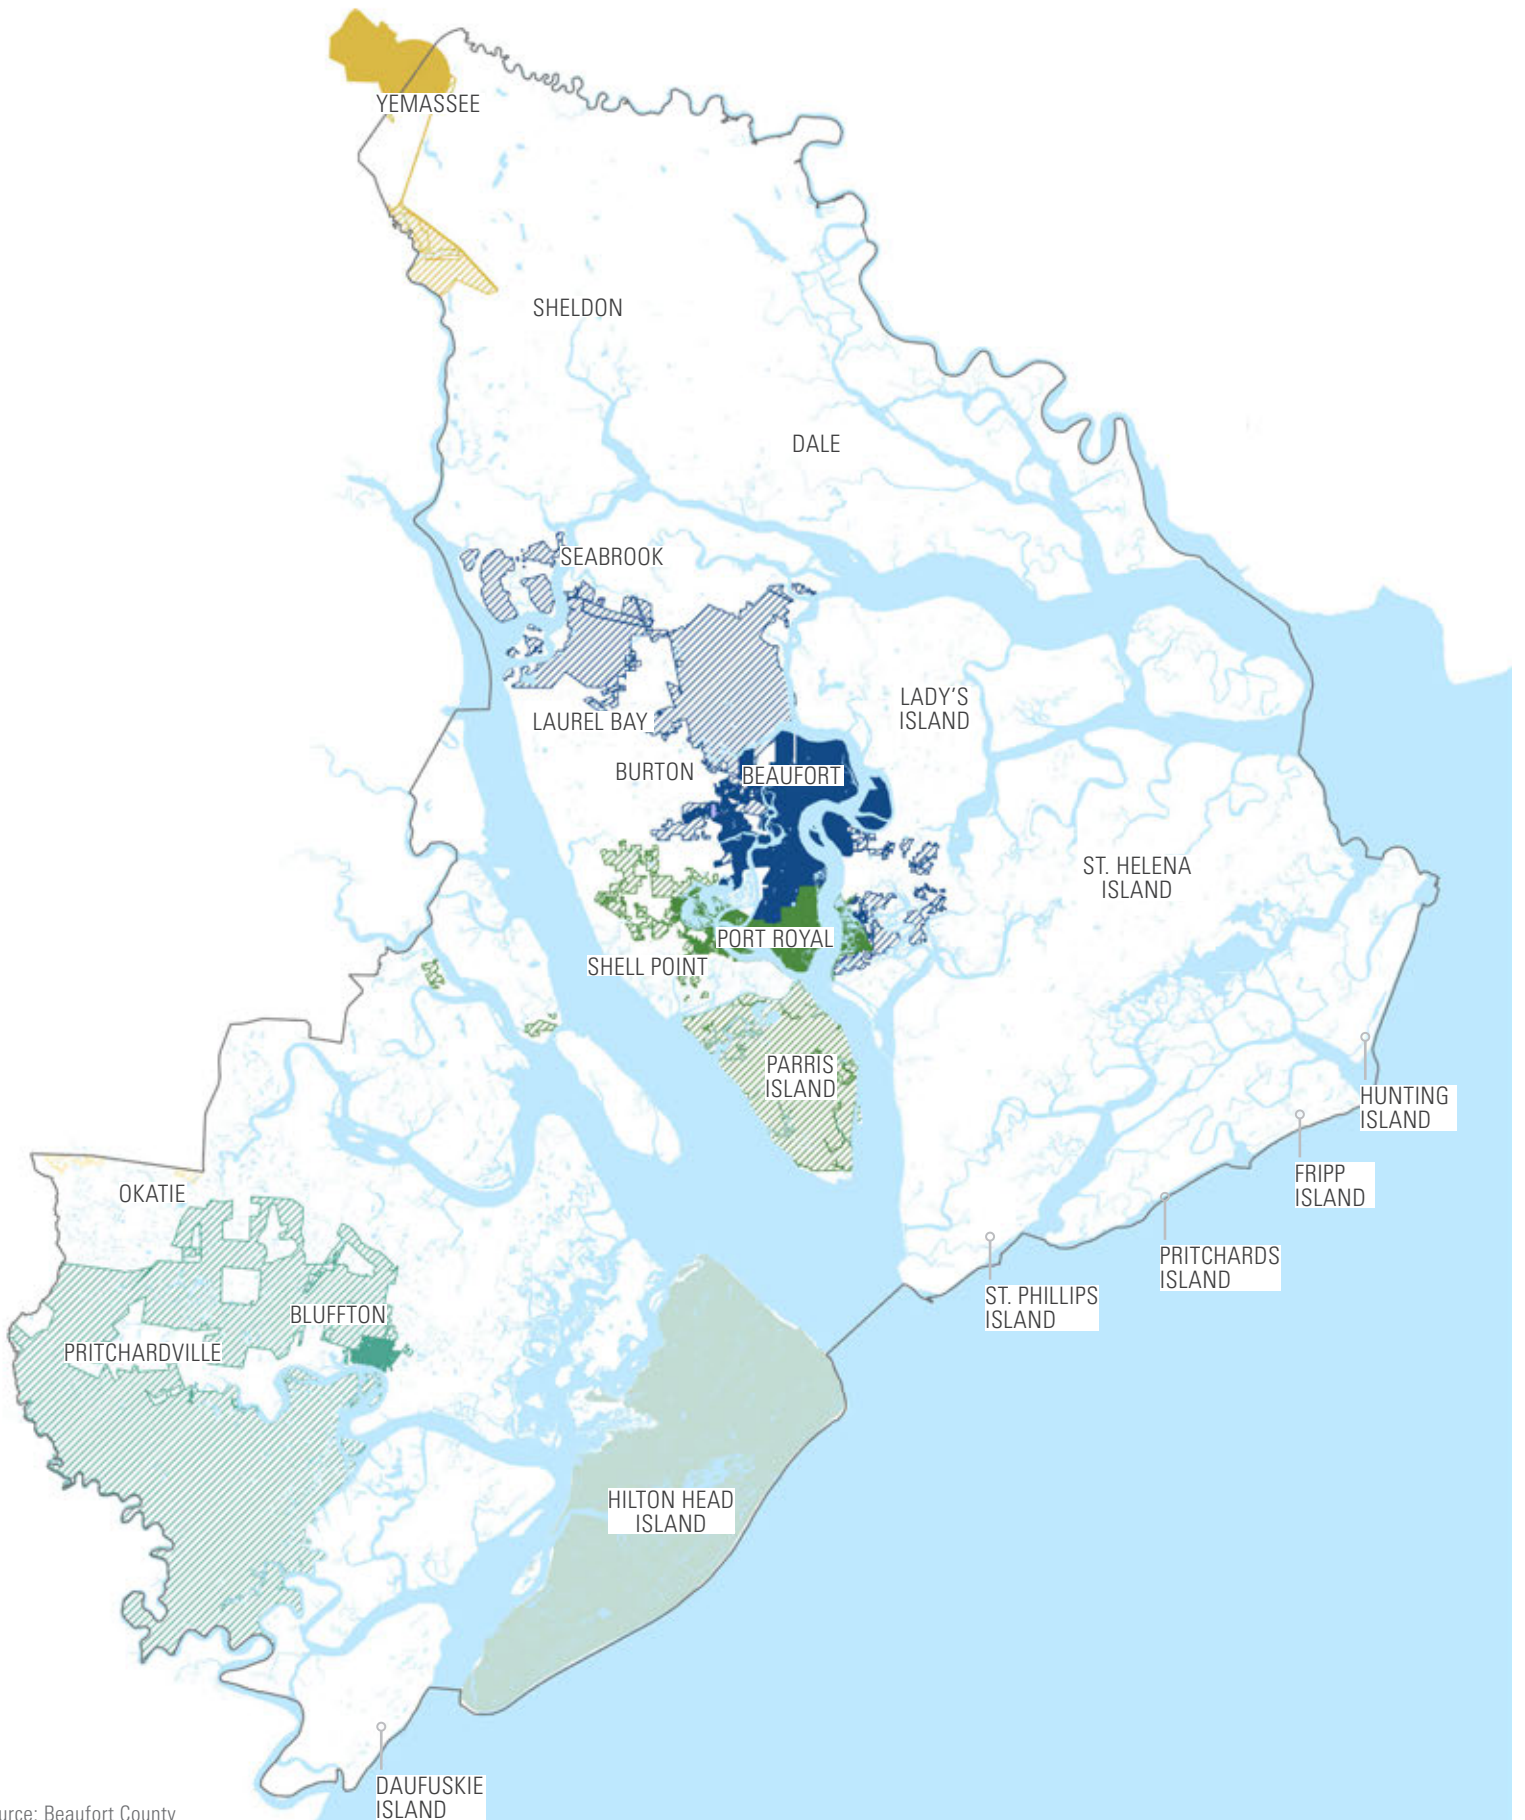 YEMASSEE
SHELDON
DALE
SEABROOK
LADY'S
ISLAND
LAUREL BAY
BURTON
BEAUFORT
ST. HELENA
ISLAND
PORT ROYAL
SHELL POINT
PARRIS
ISLAND
HUNTING
ISLAND
FRIPP
ISLAND
OKATIE
PRITCHARDS
ISLAND
ST. PHILLIPS
ISLAND
BLUFFTON
PRITCHARDVILLE
HILTON HEAD
ISLAND
DAUFUSKIE
ISLAND
urce: Beaufort County